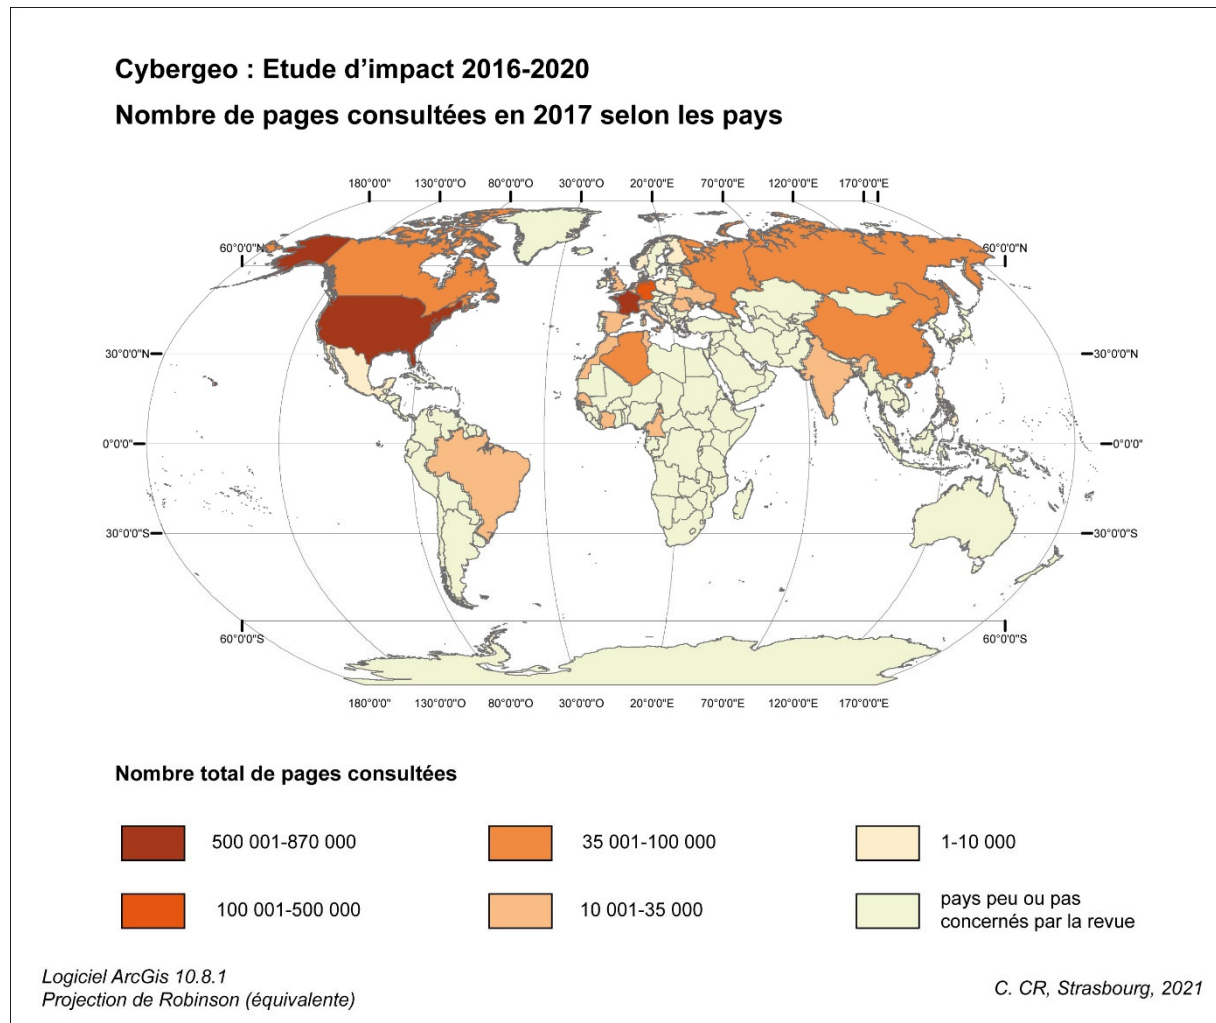 Cybergeo : Etude d’impact 2016-2020
Nombre de pages consultées en 2017 selon les pays
180°0'0" 130°0'0"O 80°0'0"O 30°0'0"O 20°0'0"E 70°0'0"E 120°0'0"E 170°0'0"E
60°0'0"N 60°0'0"N
30°0'0"N 30°0'0"N
0°0'0" 0°0'0"
30°0'0"S 30°0'0"S
60°0'0"S 60°0'0"S
180°0'0" 130°0'0"O 80°0'0"O 30°0'0"O 20°0'0"E 70°0'0"E 120°0'0"E 170°0'0"E
Nombre total de pages consultées
500 001-870 000 35 001-100 000 1-10 000
100 001-500 000 10 001-35 000 pays peu ou pas
concernés par la revue
Logiciel ArcGis 10.8.1
Projection de Robinson (équivalente)
C. CR, Strasbourg, 2021